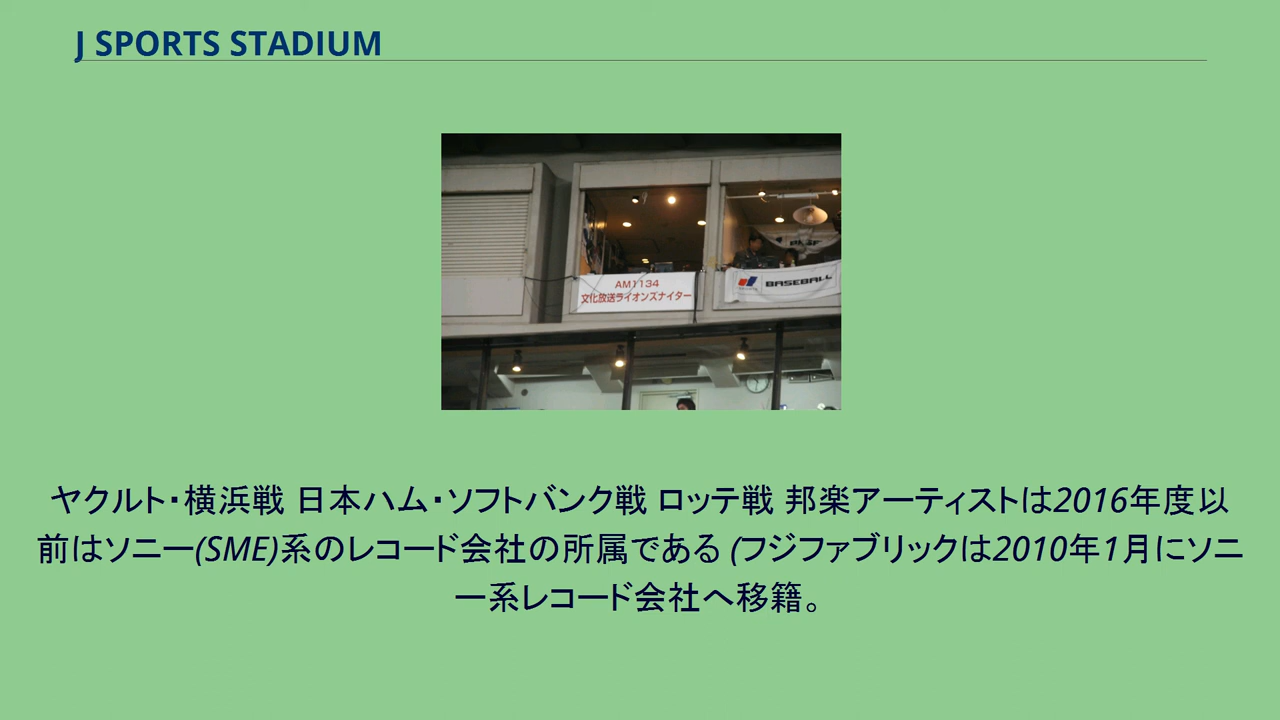 J SPORTS STADIUM
AM1134
文化放送ライオンズナイター
BASEBALL
ヤクルト・横浜戦 日本ハム・ソフトバンク戦 ロッテ戦 邦楽アーティストは2016年度以
前はソニー(SME)系のレコード会社の所属である (フジファブリックは2010年1月にソニ
ー系レコード会社へ移籍。